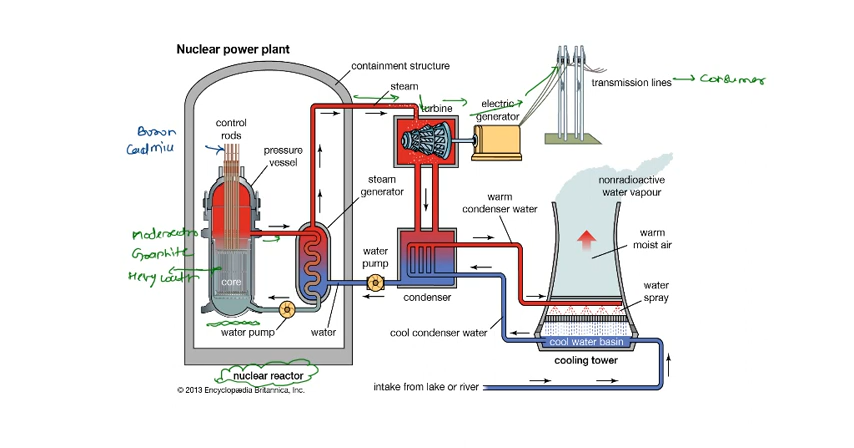 Nuclear power plant
containment structure
steam
turbine
electric
generator
transmission lines → Consumer
control
rods
Boron
Cadmiu
pressure
vessel
steam
generator
Moderators
Graphite
core
water pump
water
water
pump
condenser
warm
condenser water
cool condenser water
nonradioactive
water vapour
warm
moist air
water
spray
cool water basin
cooling tower
intake from lake or river
nuclear reactor
© 2013 Encyclopædia Britannica, Inc.